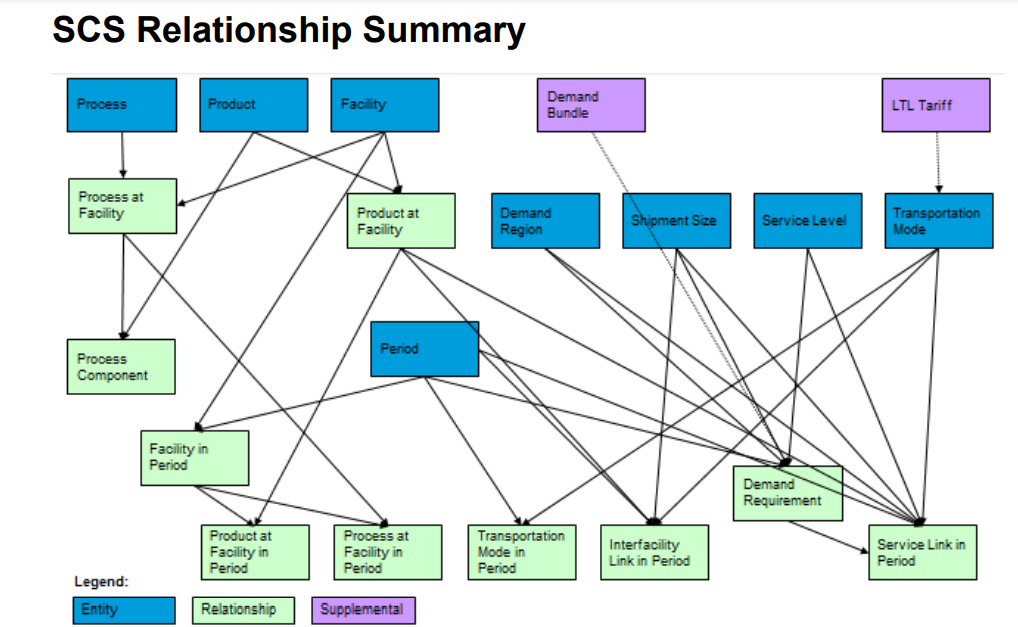 SCS Relationship Summary
Process
Product
Facility
Demand
Bundle
LTL Tariff
Process at
Facility
Product at
Facility
Demand
Region
Shipment Size
Service Level
Transportation
Mode
Period
Process
Component
Facility in
Period
Demand
Requirement
Product at
Facility in
Period
Process at
Facility in
Period
Transportation
Mode in
Period
Interfacility
Link in Period
Service Link in
Period
Legend:
Entity
Relationship
Supplemental